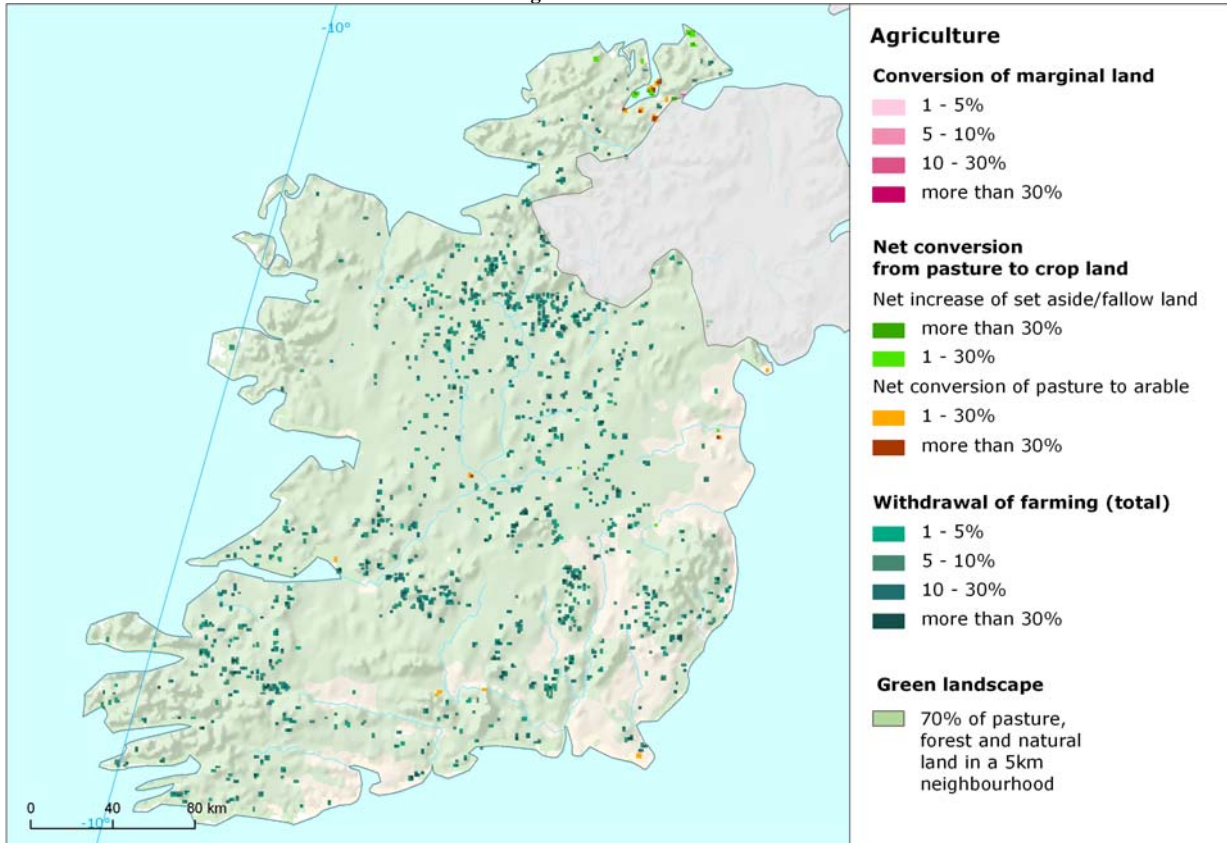 -10°
Agriculture
Conversion of marginal land
1 - 5%
5 - 10%
10 - 30%
more than 30%
Net conversion
from pasture to crop land
Net increase of set aside/fallow land
more than 30%
1 - 30%
Net conversion of pasture to arable
1 - 30%
more than 30%
Withdrawal of farming (total)
1 - 5%
5 - 10%
10 - 30%
more than 30%
Green landscape
70% of pasture,
forest and natural
land in a 5km
neighbourhood
0 40 80 km
-10°